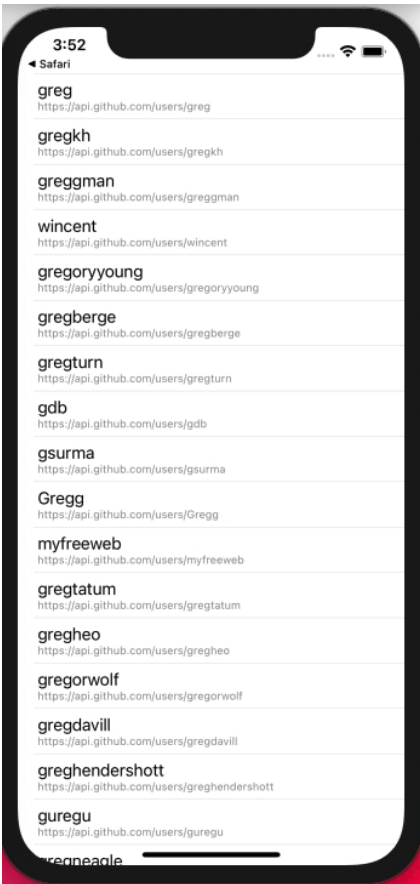 3:52
◀ Safari
greg
https://api.github.com/users/greg
gregkh
https://api.github.com/users/gregkh
greggman
https://api.github.com/users/greggman
wincent
https://api.github.com/users/wincent
gregoryyoung
https://api.github.com/users/gregoryyoung
gregberge
https://api.github.com/users/gregberge
gregturn
https://api.github.com/users/gregturn
gdb
https://api.github.com/users/gdb
gsurma
https://api.github.com/users/gsurma
Gregg
https://api.github.com/users/Gregg
myfreeweb
https://api.github.com/users/myfreeweb
gregtatum
https://api.github.com/users/gregtatum
gregheo
https://api.github.com/users/gregheo
gregorwolf
https://api.github.com/users/gregorwolf
gregdavill
https://api.github.com/users/gregdavill
greghendershott
https://api.github.com/users/greghendershott
guregu
https://api.github.com/users/guregu
gregneagle